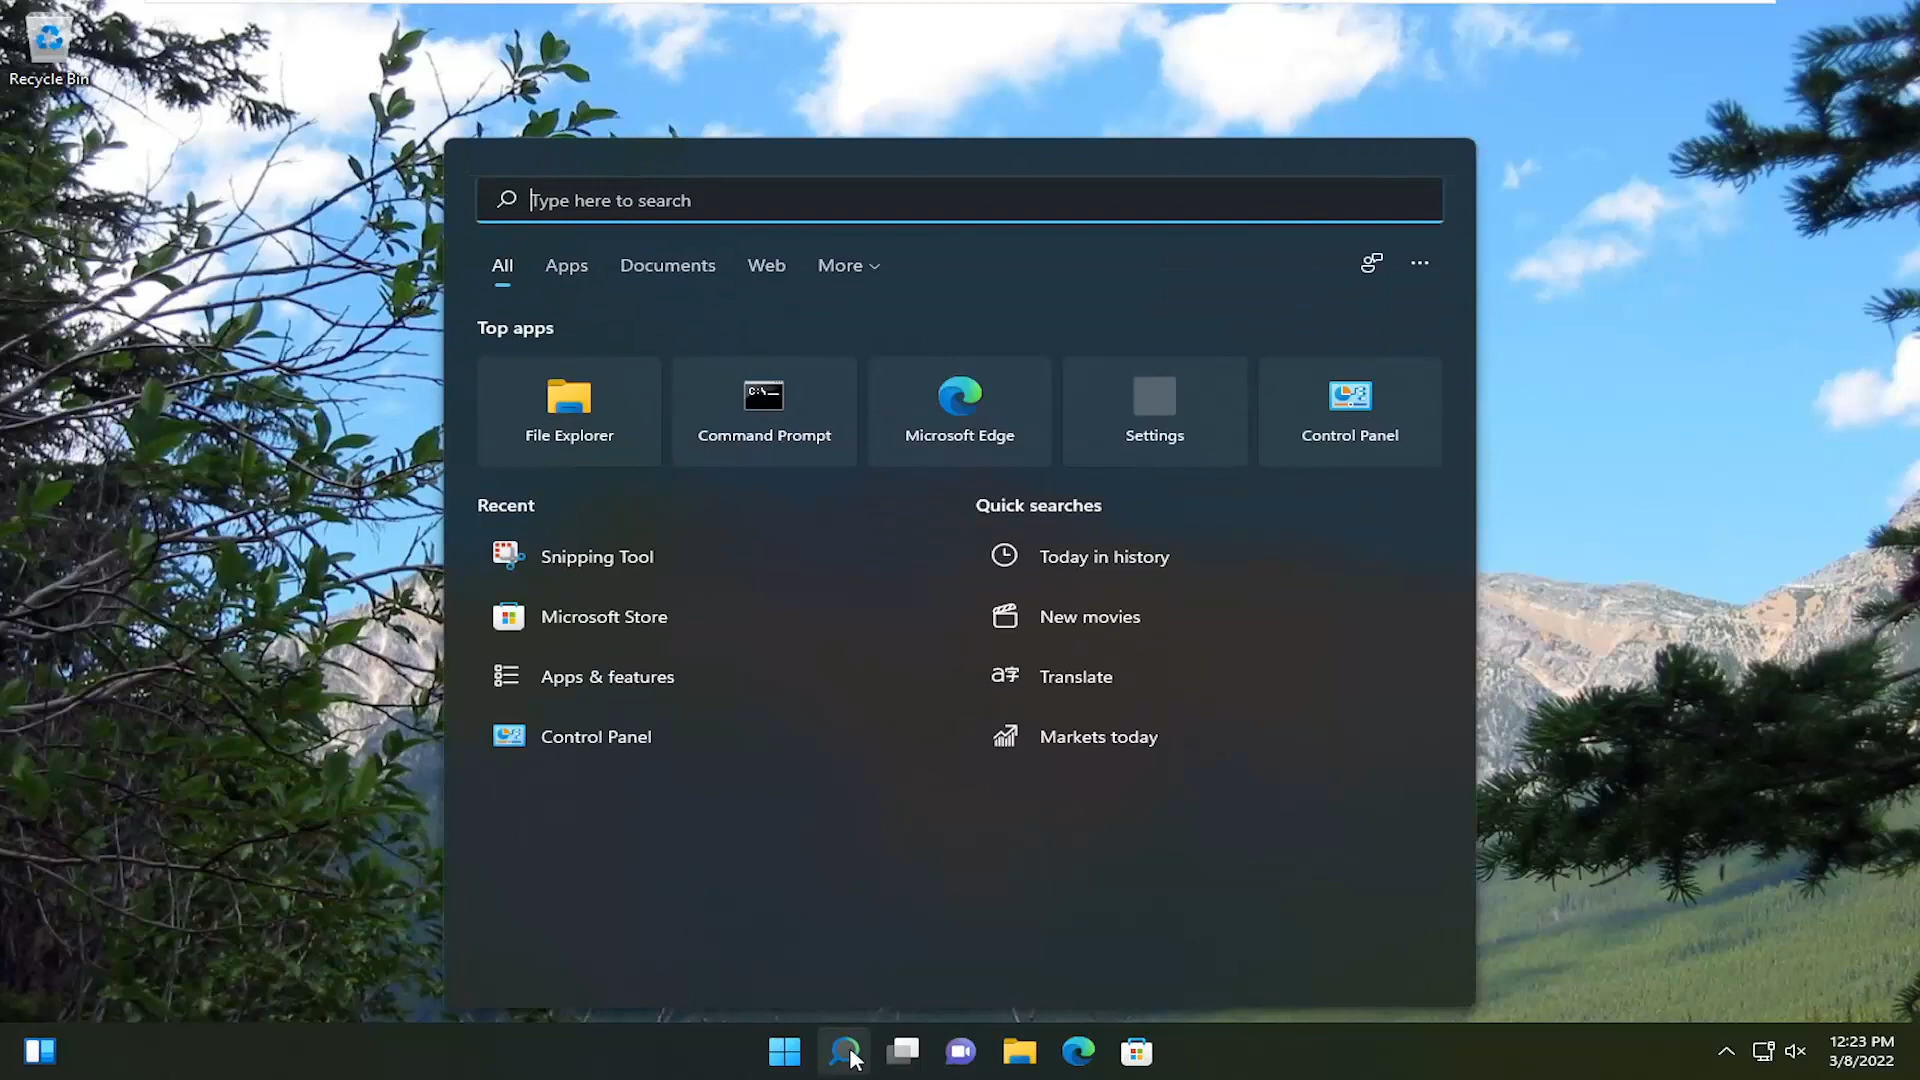 Recycle Bin
Type here to search
All Apps Documents Web More
Top apps
C:\
File Explorer Command Prompt Microsoft Edge Settings Control Panel
Recent Quick searches
Snipping Tool Today in history
Microsoft Store New movies
Apps & features Translate
Control Panel Markets today
12:23 PM
3/8/2022